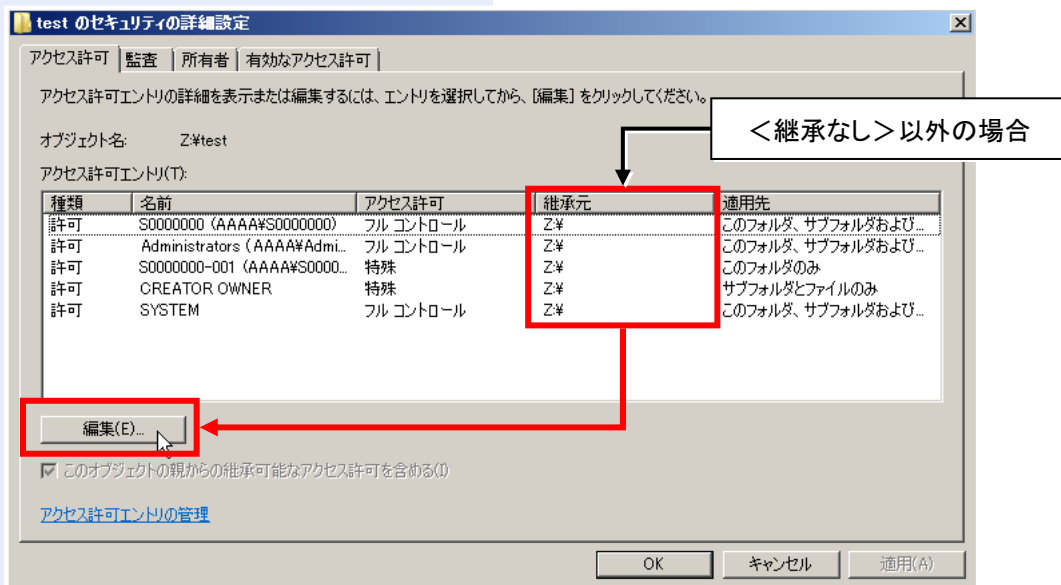 test のセキュリティの詳細設定
アクセス許可 監査 所有者 有効なアクセス許可
アクセス許可エントリの詳細を表示または編集するには、エントリを選択してから、[編集] をクリックしてください。
＜継承なし＞以外の場合
オブジェクト名: Z:¥test
アクセス許可エントリ(T):
種類 名前 アクセス許可 継承元 適用先
許可 S0000000 (AAAA¥S0000000) フル コントロール Z:¥ このフォルダ、サブフォルダおよび...
許可 Administrators (AAAA¥Admi... フル コントロール Z:¥ このフォルダ、サブフォルダおよび...
許可 S0000000-001 (AAAA¥S0000... 特殊 Z:¥ このフォルダのみ
許可 CREATOR OWNER 特殊 Z:¥ サブフォルダとファイルのみ
許可 SYSTEM フル コントロール Z:¥ このフォルダ、サブフォルダおよび...
編集(E)...
このオブジェクトの親からの継承可能なアクセス許可を含める(I)
アクセス許可エントリの管理
OK キャンセル 適用(A)